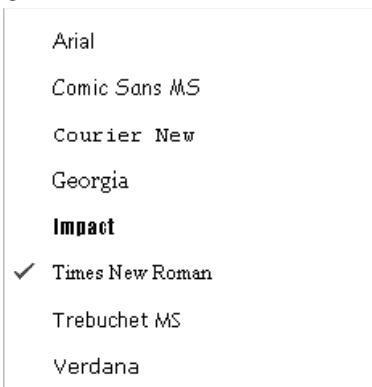 Arial
Comic Sans MS
Courier New
Georgia
Impact
Times New Roman
Trebuchet MS
Verdana